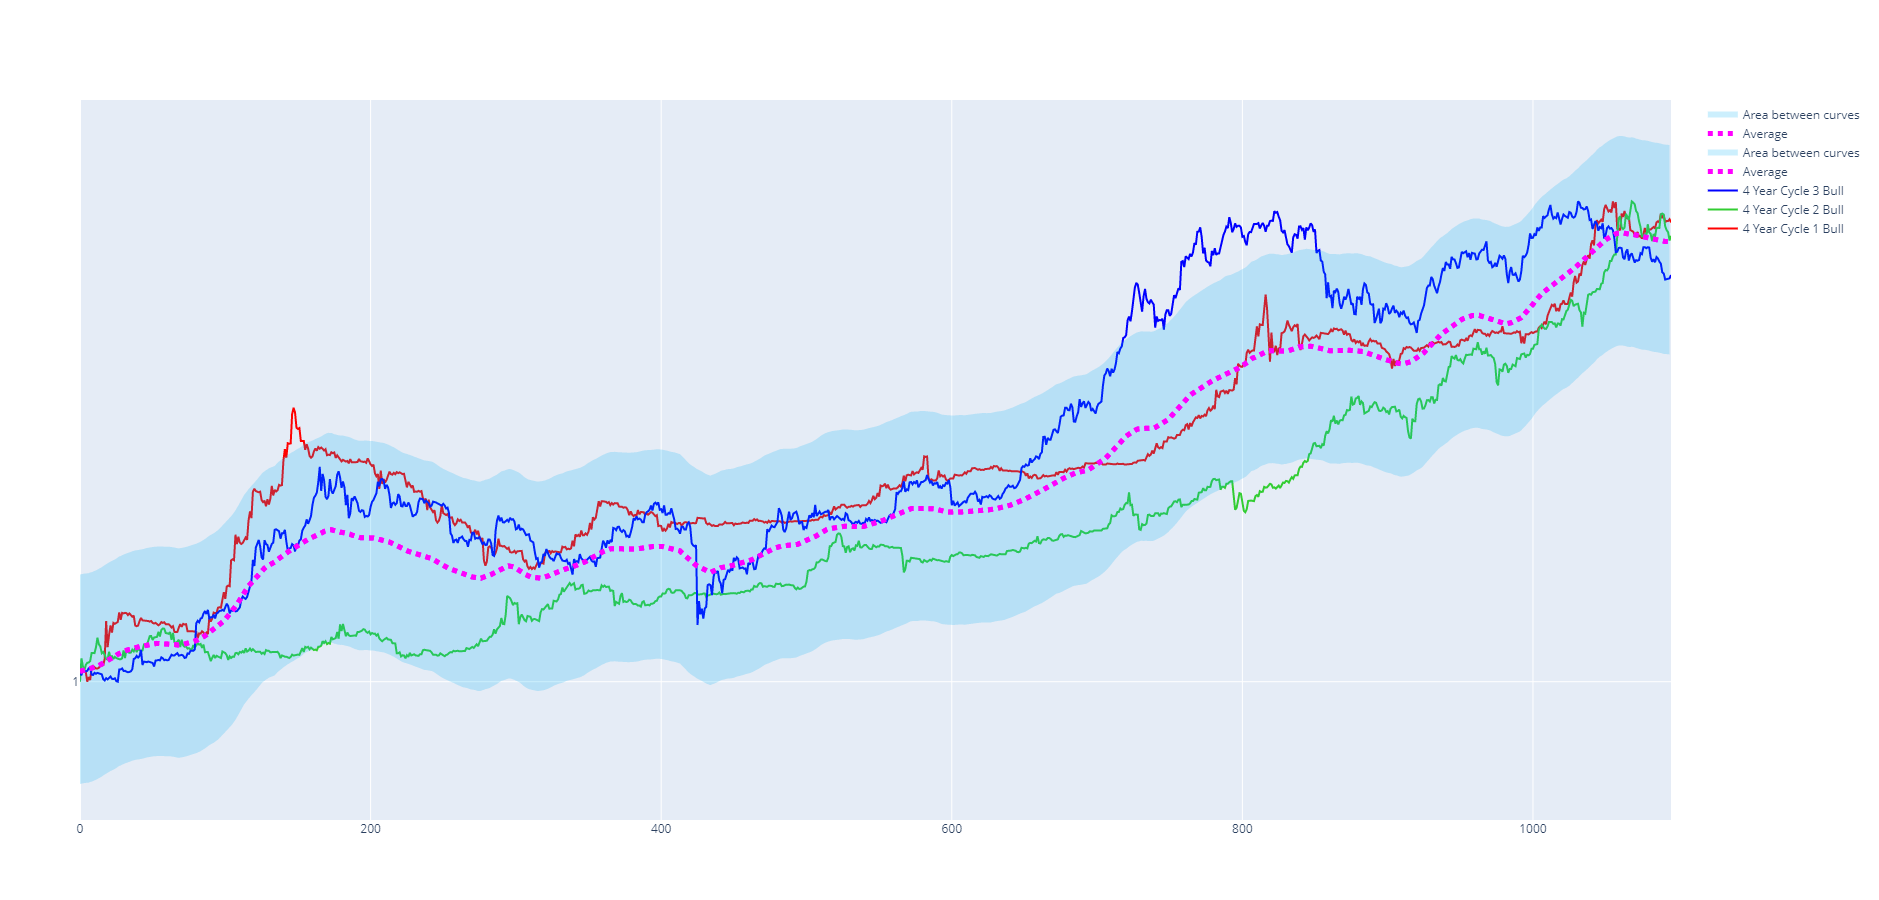 Area between curves
Average
Area between curves
Average
4 Year Cycle 3 Bull
4 Year Cycle 2 Bull
4 Year Cycle 1 Bull
1
0 200 400 600 800 1000